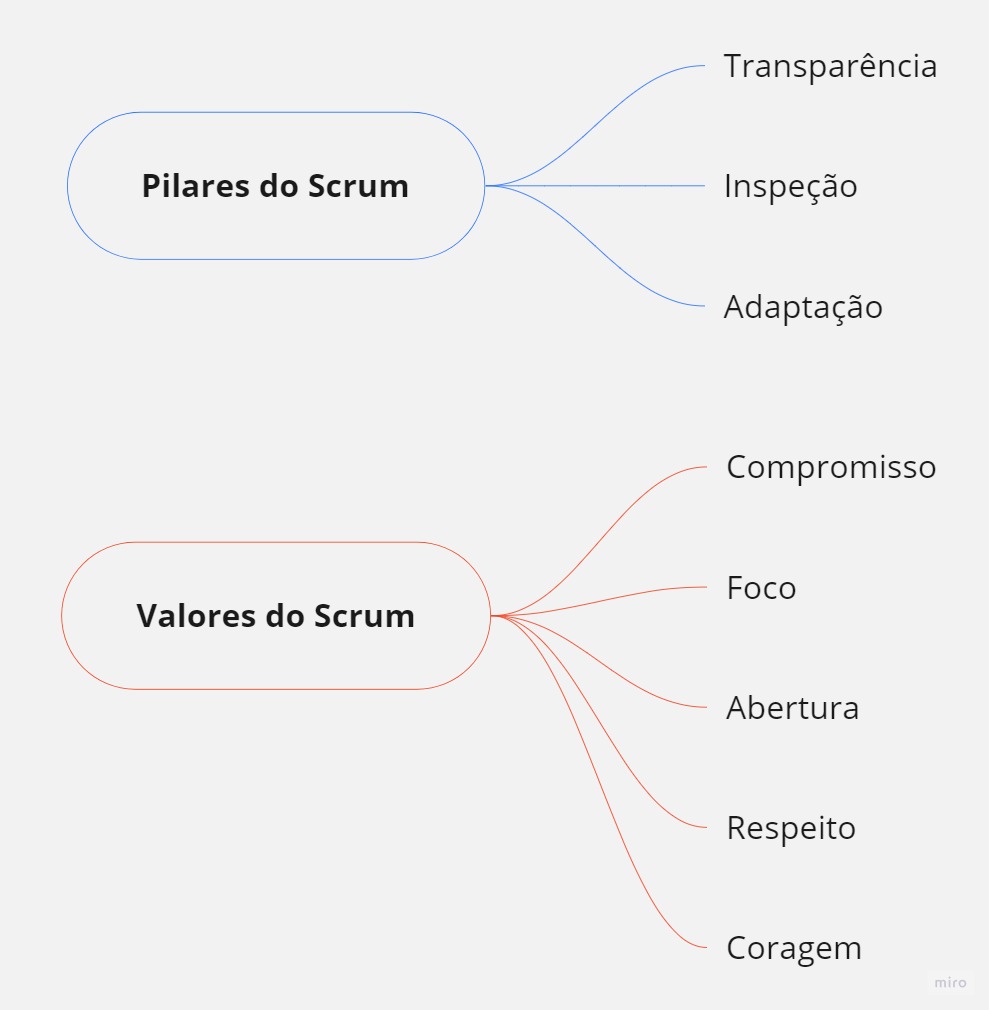 Pilares do Scrum
Transparência
Inspeção
Adaptação
Valores do Scrum
Compromisso
Foco
Abertura
Respeito
Coragem
miro